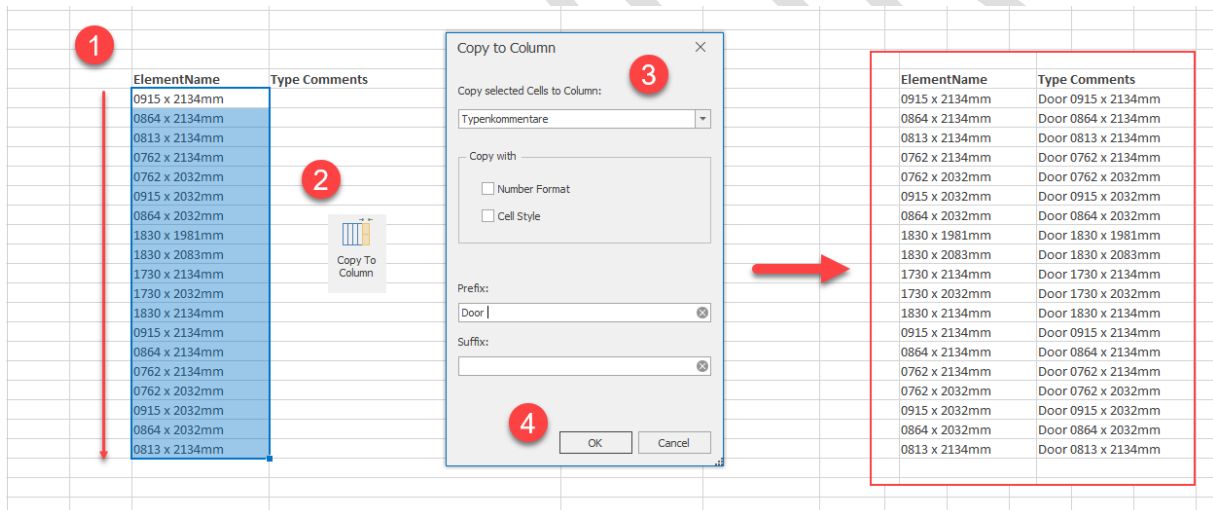 1
ElementName Type Comments
0915 x 2134mm
0864 x 2134mm
0813 x 2134mm
0762 x 2134mm
0762 x 2032mm
0915 x 2032mm
0864 x 2032mm
1830 x 1981mm
1830 x 2083mm
1730 x 2134mm
1730 x 2032mm
1830 x 2134mm
0915 x 2134mm
0864 x 2134mm
0762 x 2134mm
0762 x 2032mm
0915 x 2032mm
0864 x 2032mm
0813 x 2134mm
2
Copy To
Column
Copy to Column
3
Copy selected Cells to Column:
Typenkommentare
Copy with
Number Format
Cell Style
Prefix:
Door
Suffix:
4
OK Cancel
ElementName Type Comments
0915 x 2134mm Door 0915 x 2134mm
0864 x 2134mm Door 0864 x 2134mm
0813 x 2134mm Door 0813 x 2134mm
0762 x 2134mm Door 0762 x 2134mm
0762 x 2032mm Door 0762 x 2032mm
0915 x 2032mm Door 0915 x 2032mm
0864 x 2032mm Door 0864 x 2032mm
1830 x 1981mm Door 1830 x 1981mm
1830 x 2083mm Door 1830 x 2083mm
1730 x 2134mm Door 1730 x 2134mm
1730 x 2032mm Door 1730 x 2032mm
1830 x 2134mm Door 1830 x 2134mm
0915 x 2134mm Door 0915 x 2134mm
0864 x 2134mm Door 0864 x 2134mm
0762 x 2134mm Door 0762 x 2134mm
0762 x 2032mm Door 0762 x 2032mm
0915 x 2032mm Door 0915 x 2032mm
0864 x 2032mm Door 0864 x 2032mm
0813 x 2134mm Door 0813 x 2134mm